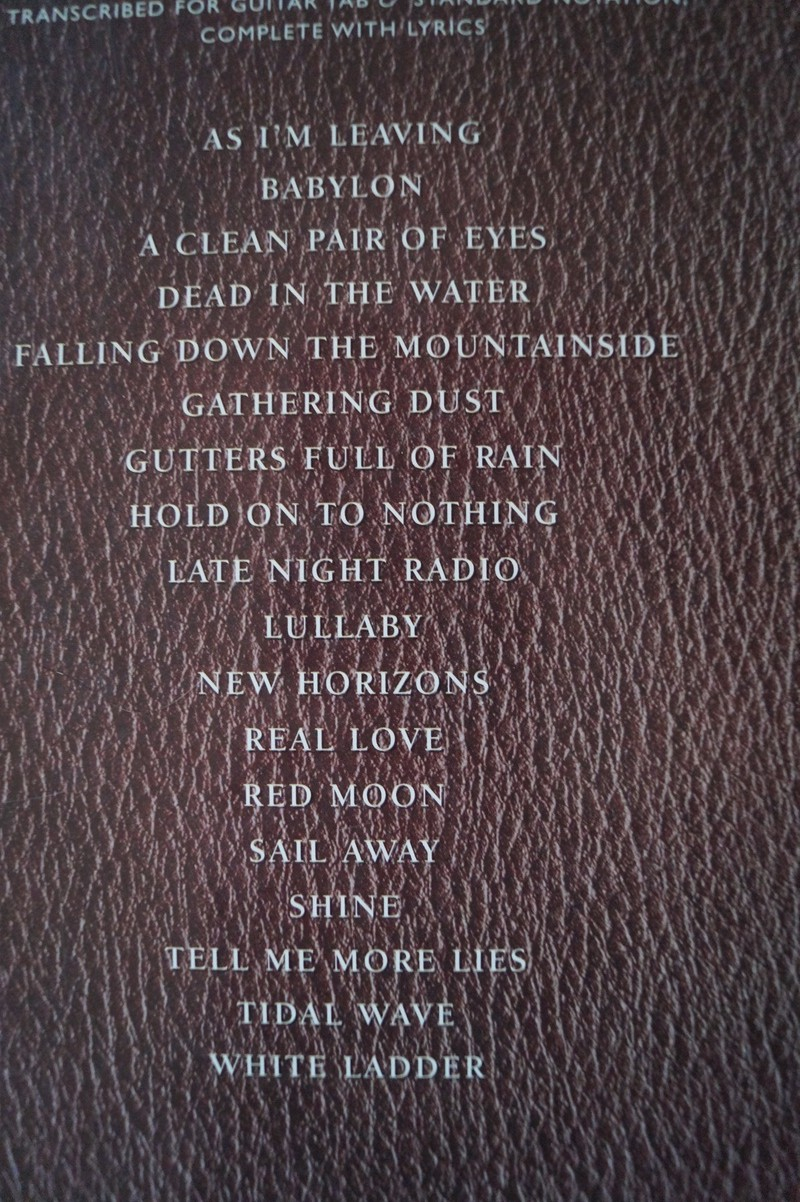 TRANSCRIBED FOR GUITAR TAB & STANDARD NOTATION,
COMPLETE WITH LYRICS
AS I'M LEAVING
BABYLON
A CLEAN PAIR OF EYES
DEAD IN THE WATER
FALLING DOWN THE MOUNTAINSIDE
GATHERING DUST
GUTTERS FULL OF RAIN
HOLD ON TO NOTHING
LATE NIGHT RADIO
LULLABY
NEW HORIZONS
REAL LOVE
RED MOON
SAIL AWAY
SHINE
TELL ME MORE LIES
TIDAL WAVE
WHITE LADDER